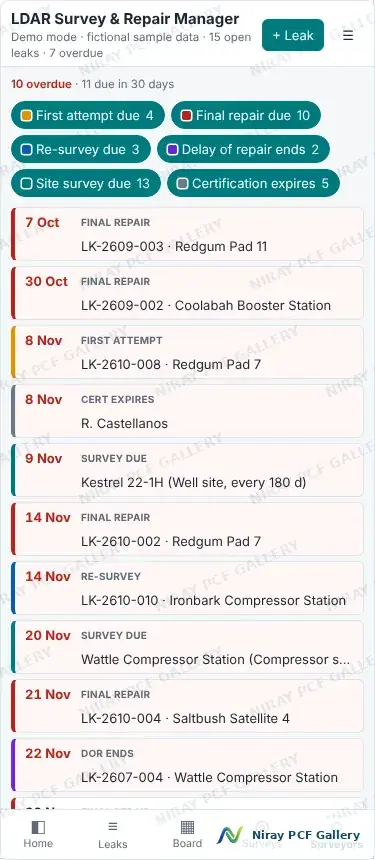 LDAR Survey & Repair Manager
Demo mode · fictional sample data · 15 open
leaks · 7 overdue
+ Leak
☰
10 overdue · 11 due in 30 days
First attempt due 4
Final repair due 10
Re-survey due 3
Delay of repair ends 2
Site survey due 13
Certification expires 5
7 Oct FINAL REPAIR
LK-2609-003 · Redgum Pad 11
30 Oct FINAL REPAIR
LK-2609-002 · Coolabah Booster Station
8 Nov FIRST ATTEMPT
LK-2610-008 · Redgum Pad 7
8 Nov CERT EXPIRES
R. Castellanos
9 Nov SURVEY DUE
Kestrel 22-1H (Well site, every 180 d)
14 Nov FINAL REPAIR
LK-2610-002 · Redgum Pad 7
14 Nov RE-SURVEY
LK-2610-010 · Ironbark Compressor Station
20 Nov SURVEY DUE
Wattle Compressor Station (Compressor s...
21 Nov FINAL REPAIR
LK-2610-004 · Saltbush Satellite 4
22 Nov DOR ENDS
LK-2607-004 · Wattle Compressor Station
Home
Leaks
Board
Surveys
Surveyors
Niray PCF Gallery
NIRAY PCF GALLERY